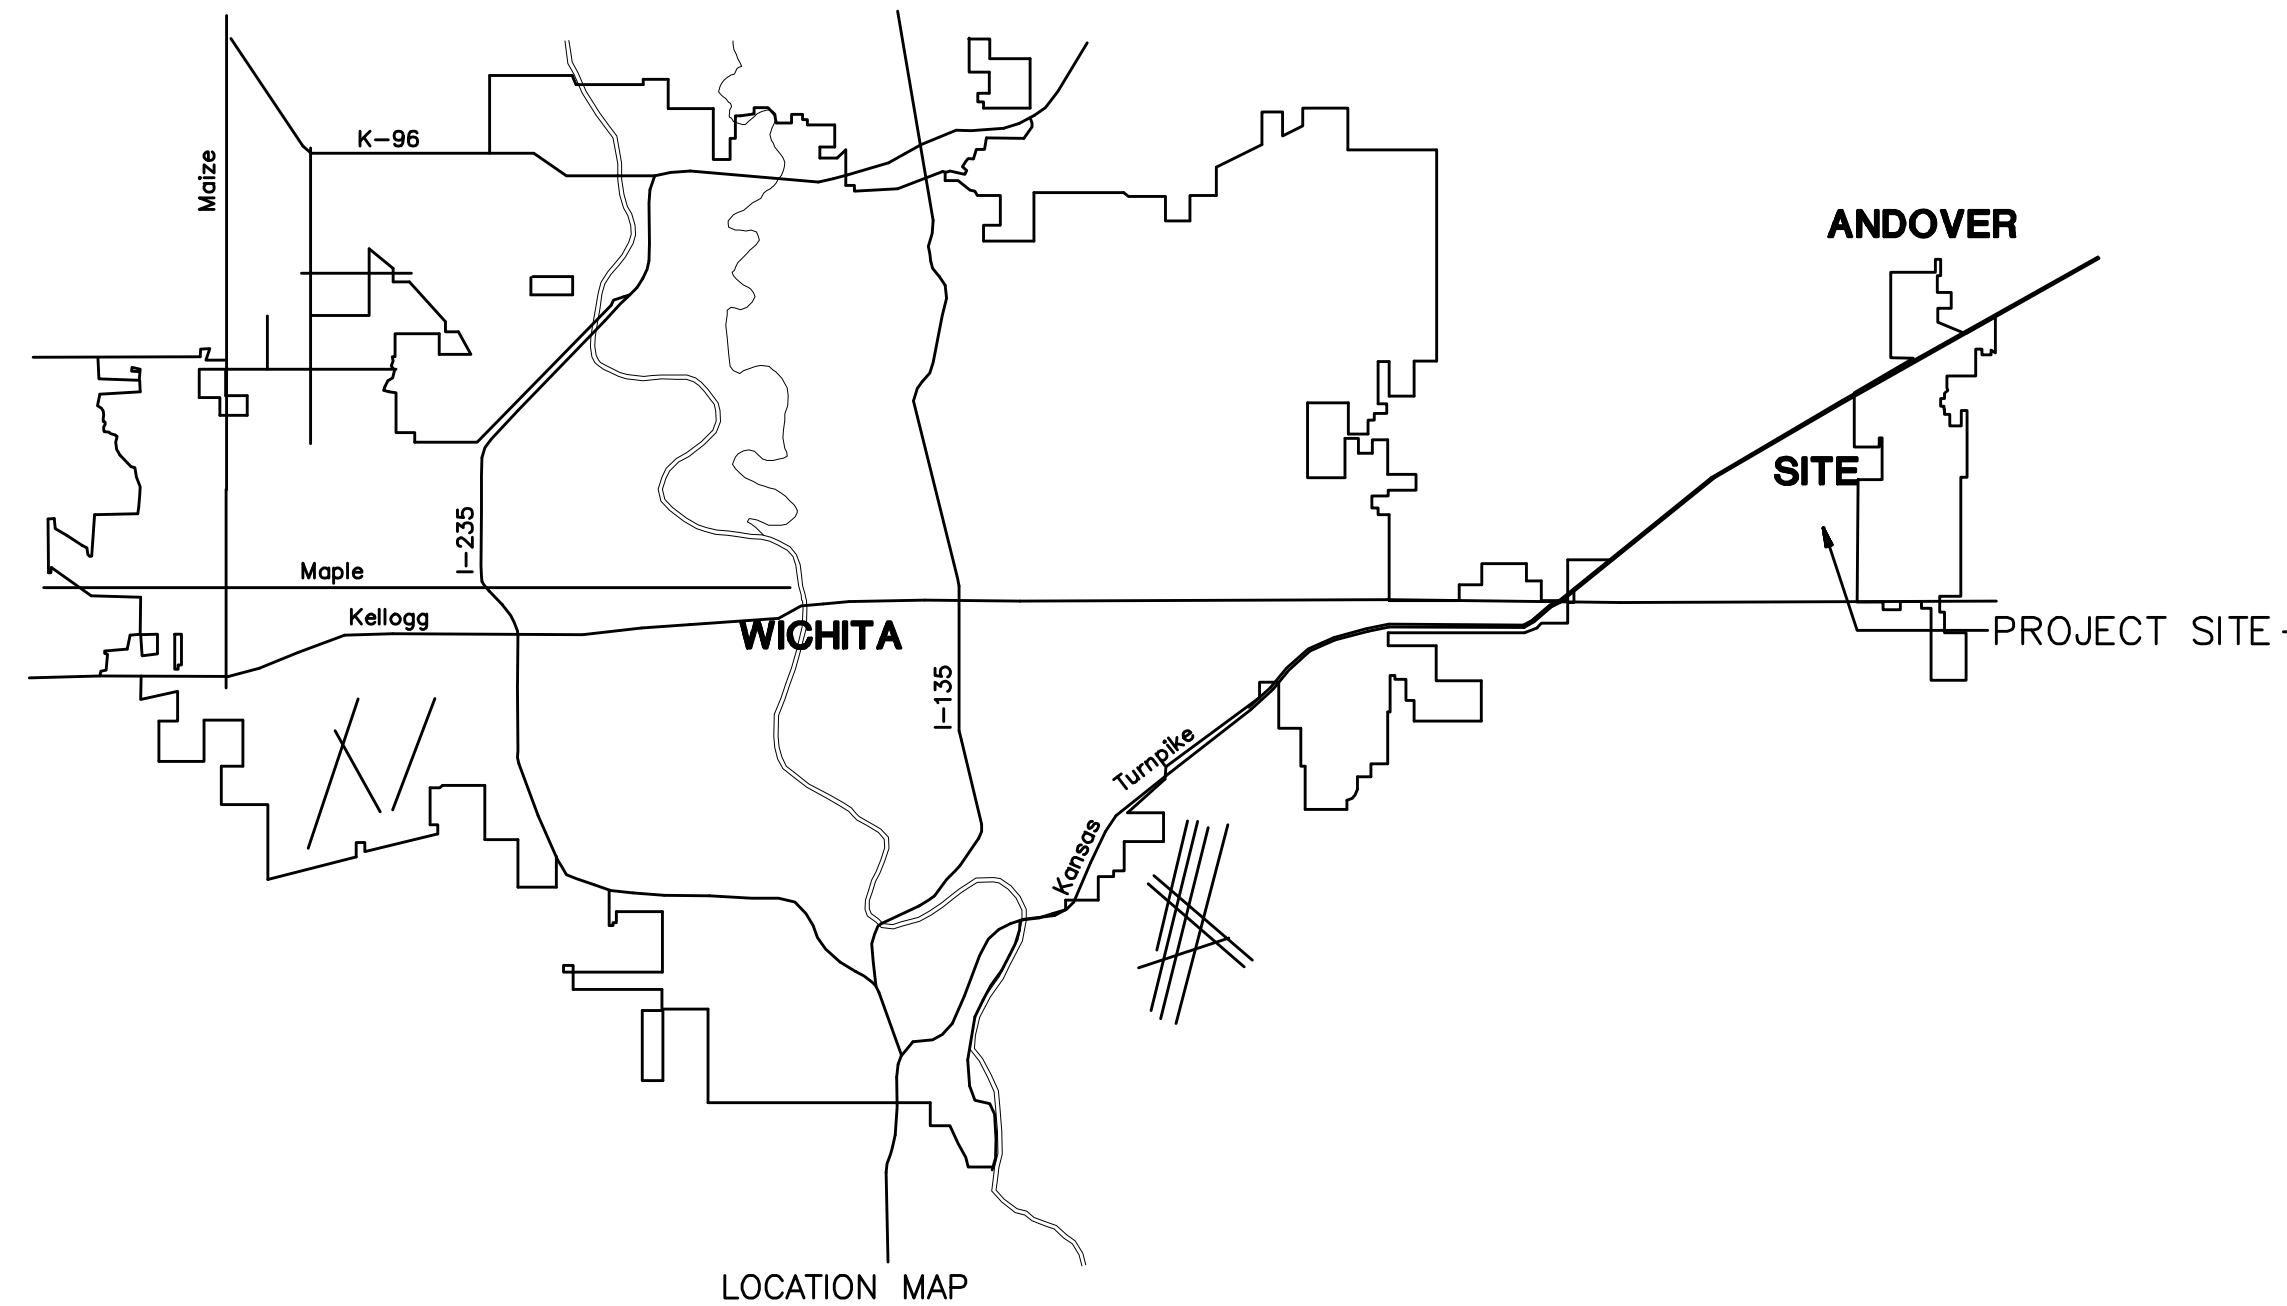 K-96
Maize
ANDOVER
SITE
I-235
Maple
Kellogg
WICHITA
PROJECT SITE
I-135
Turnpike
Kansas
LOCATION MAP